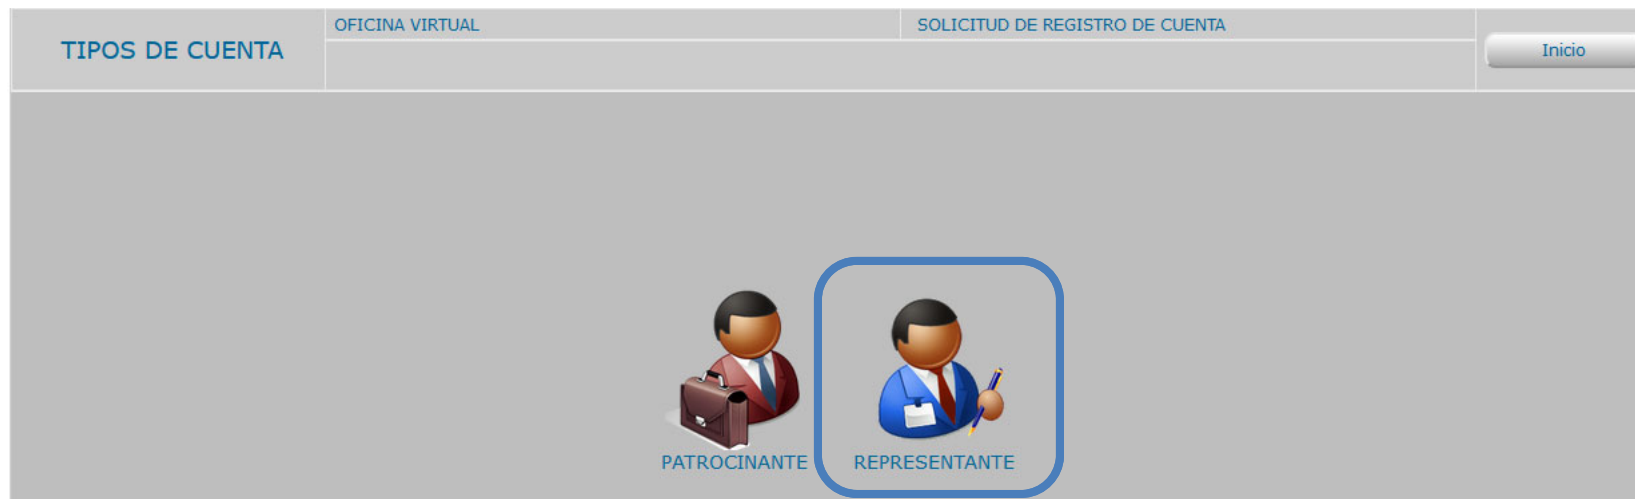 TIPOS DE CUENTA
OFICINA VIRTUAL
SOLICITUD DE REGISTRO DE CUENTA
Inicio
PATROCINANTE
REPRESENTANTE